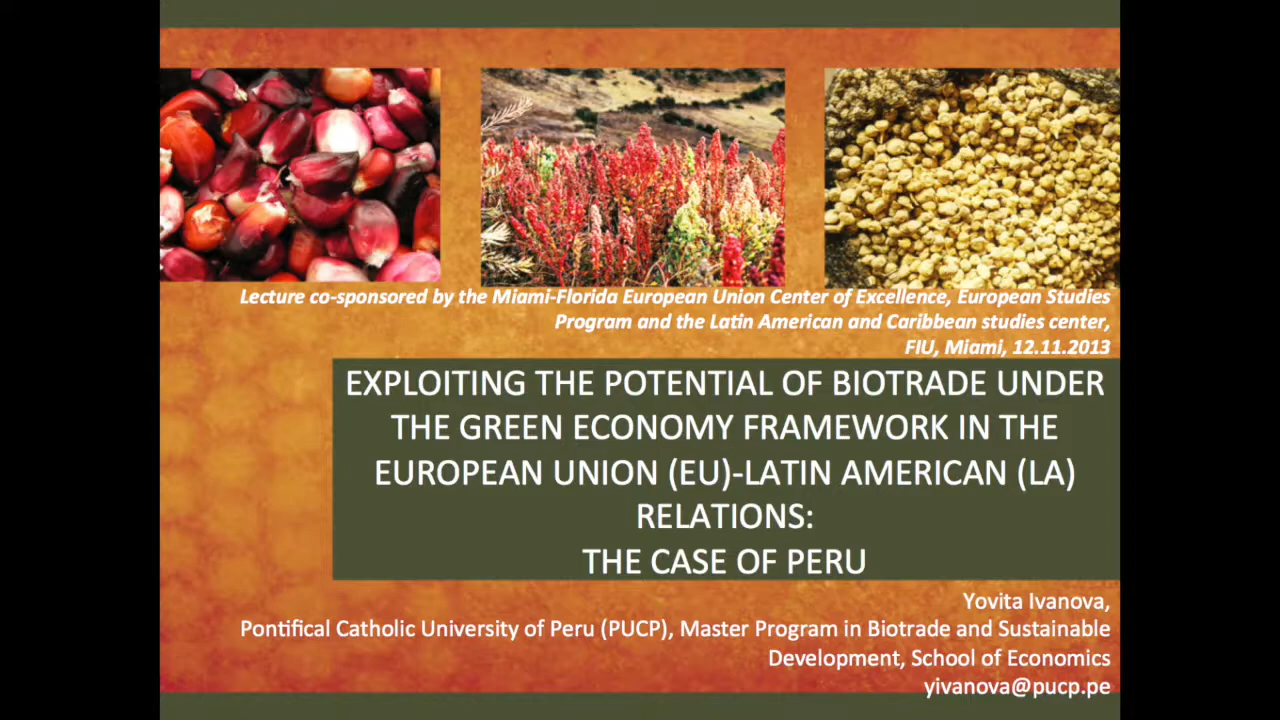 Lecture co-sponsored by the Miami-Florida European Union Center of Excellence, European Studies
Program and the Latin American and Caribbean studies center,
FIU, Miami, 12.11.2013
EXPLOITING THE POTENTIAL OF BIOTRADE UNDER
THE GREEN ECONOMY FRAMEWORK IN THE
EUROPEAN UNION (EU)-LATIN AMERICAN (LA)
RELATIONS:
THE CASE OF PERU
Yovita Ivanova,
Pontifical Catholic University of Peru (PUCP), Master Program in Biotrade and Sustainable
Development, School of Economics
yivanova@pucp.pe